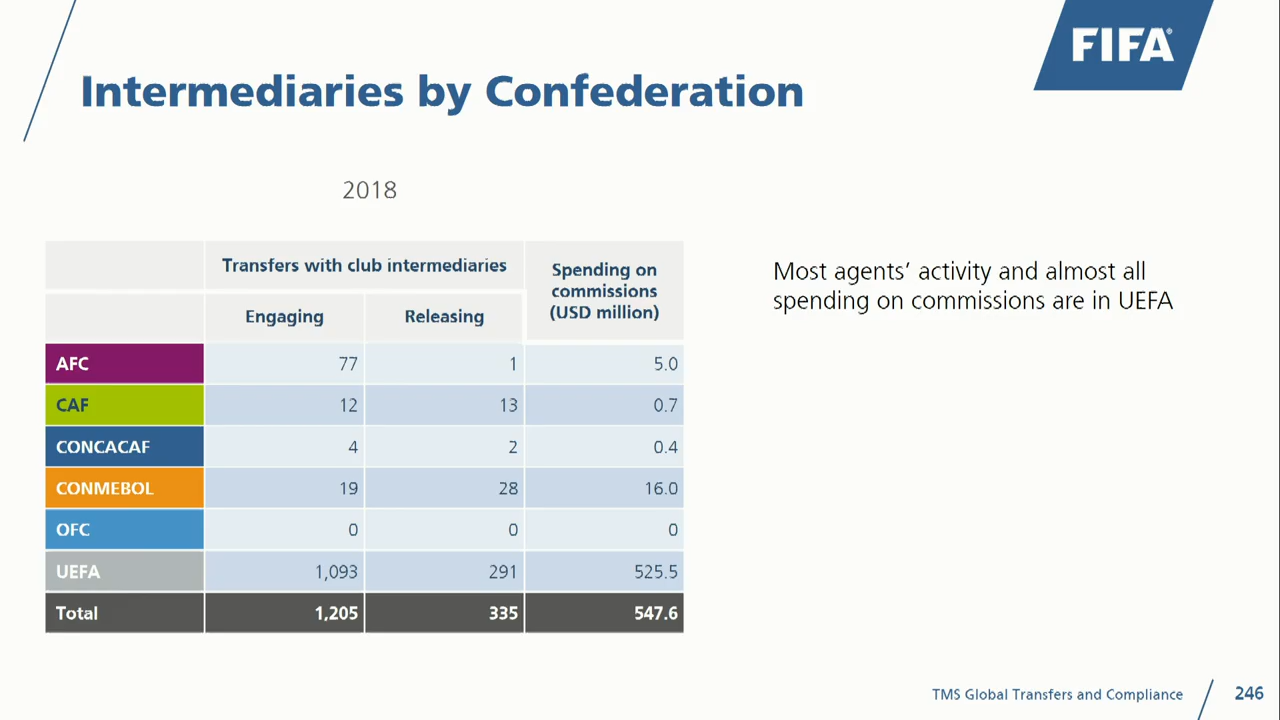 FIFA®
Intermediaries by Confederation
2018
Transfers with club intermediaries
Spending on
commissions
(USD million)
Engaging Releasing
AFC 77 1 5.0
CAF 12 13 0.7
CONCACAF 4 2 0.4
CONMEBOL 19 28 16.0
OFC 0 0 0
UEFA 1,093 291 525.5
Total 1,205 335 547.6
Most agents’ activity and almost all
spending on commissions are in UEFA
TMS Global Transfers and Compliance 246